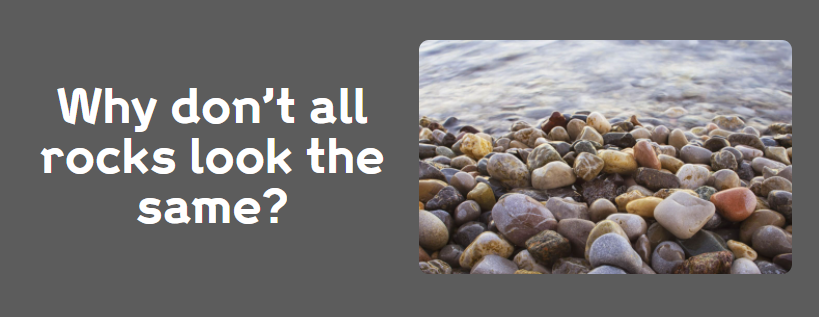 Why don’t all
rocks look the
same?